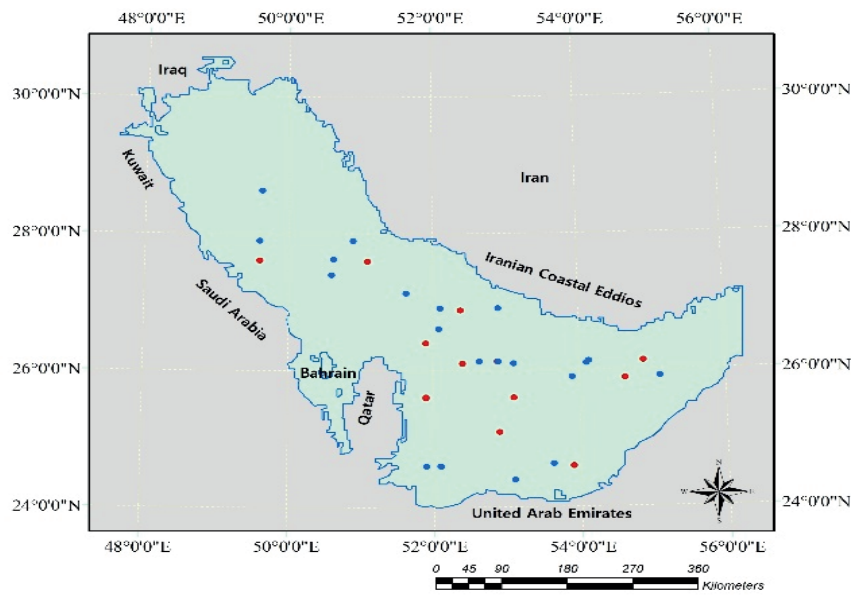 48°0'0"E 50°0'0"E 52°0'0"E 54°0'0"E 56°0'0"E
Iraq
30°0'0"N 30°0'0"N
Kuwait
Iran
28°0'0"N 28°0'0"N
Iranian Coastal Eddios
Saudi Arabia
26°0'0"N 26°0'0"N
Bahrain
Qatar
N
W E
S
24°0'0"N 24°0'0"N
United Arab Emirates
48°0'0"E 50°0'0"E 52°0'0"E 54°0'0"E 56°0'0"E
0 45 90 180 270 360
Kilometers